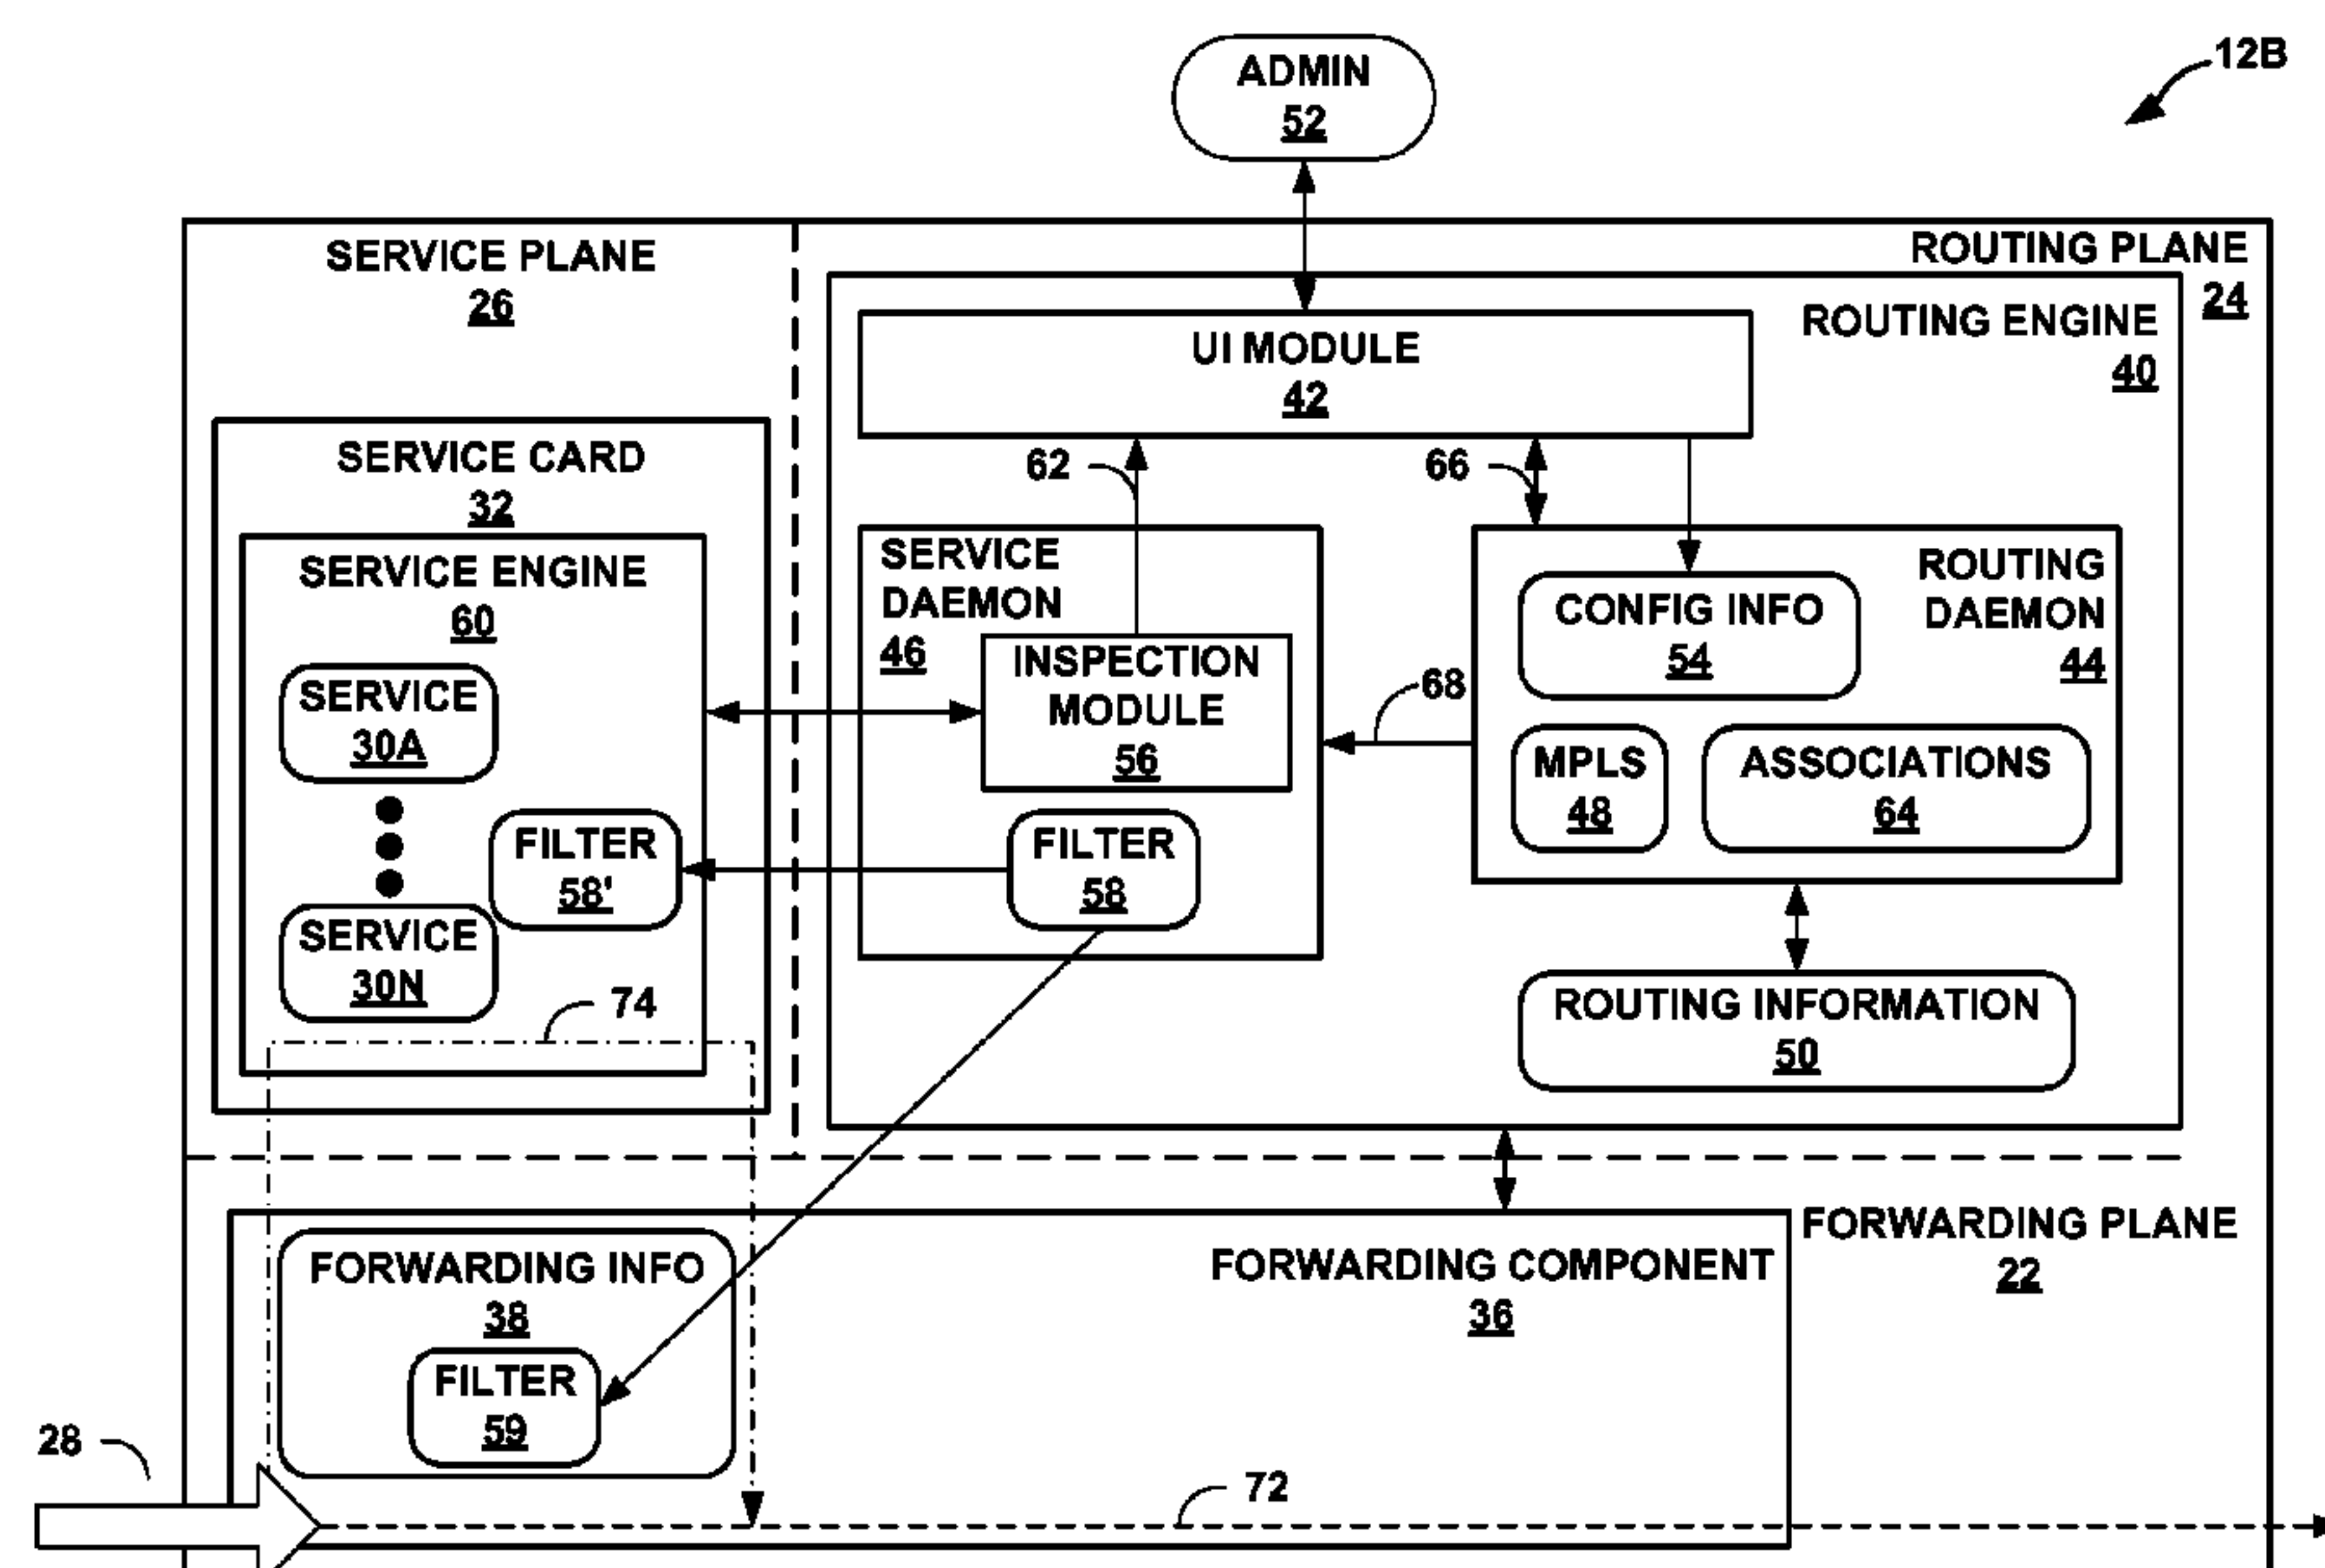 ADMIN
52
12B
SERVICE PLANE
26
ROUTING PLANE
24
ROUTING ENGINE
40
UI MODULE
42
SERVICE CARD
32
62
66
SERVICE ENGINE
60
SERVICE
DAEMON
46
ROUTING
DAEMON
44
CONFIG INFO
54
INSPECTION
MODULE
56
68
SERVICE
30A
MPLS
48
ASSOCIATIONS
64
FILTER
58'
FILTER
58
SERVICE
30N
74
ROUTING INFORMATION
50
FORWARDING PLANE
22
FORWARDING INFO
38
FORWARDING COMPONENT
36
FILTER
59
28
72